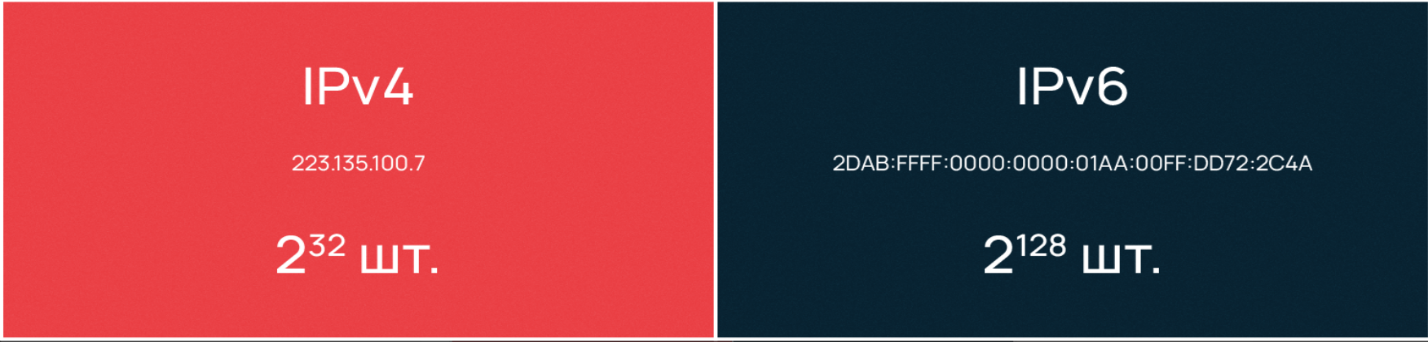 IPv4
223.135.100.7
2³² шт.
IPv6
2DAB:FFFF:0000:0000:01AA:00FF:DD72:2C4A
2¹²⁸ шт.